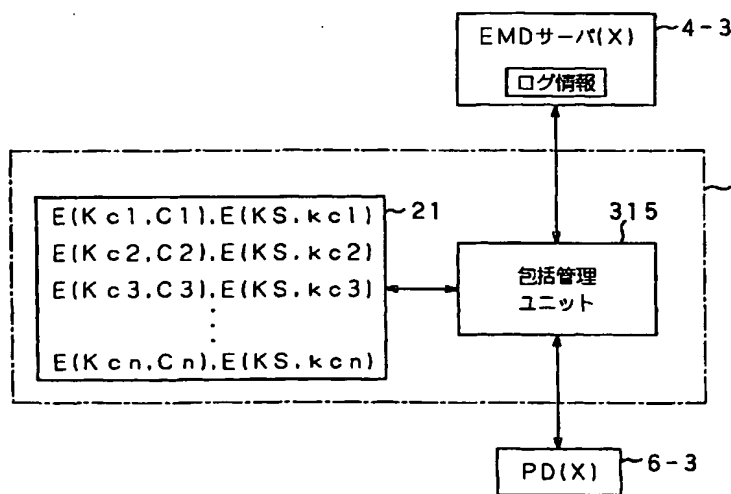 EMDサーバ(X)
4-3
ログ情報
E(Kc1,C1),E(KS,kc1)
21
E(Kc2,C2),E(KS,kc2)
E(Kc3,C3),E(KS,kc3)
⋮
E(Kcn,Cn),E(KS,kcn)
315
包括管理
ユニット
PD(X)
6-3